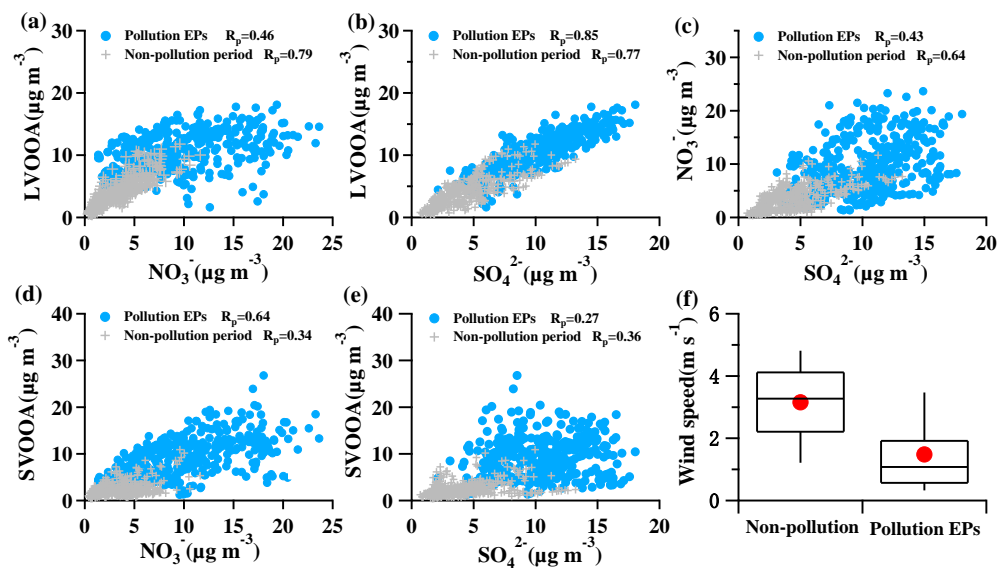 (a)
Pollution EPs R_p=0.46
Non-pollution period R_p=0.79
LVOOA(µg m^-3)
30
20
10
0
0 5 10 15 20 25
NO_3^-(µg m^-3)
(b)
Pollution EPs R_p=0.85
Non-pollution period R_p=0.77
LVOOA(µg m^-3)
30
20
10
0
0 5 10 15 20
SO_4^2-(µg m^-3)
(c)
Pollution EPs R_p=0.43
Non-pollution period R_p=0.64
NO_3^-(µg m^-3)
30
20
10
0
0 5 10 15 20
SO_4^2-(µg m^-3)
(d)
Pollution EPs R_p=0.64
Non-pollution period R_p=0.34
SVOOA(µg m^-3)
40
30
20
10
0
0 5 10 15 20 25
NO_3^-(µg m^-3)
(e)
Pollution EPs R_p=0.27
Non-pollution period R_p=0.36
SVOOA(µg m^-3)
40
30
20
10
0
0 5 10 15 20
SO_4^2-(µg m^-3)
(f)
Wind speed(m s^-1)
6
4
2
0
Non-pollution Pollution EPs